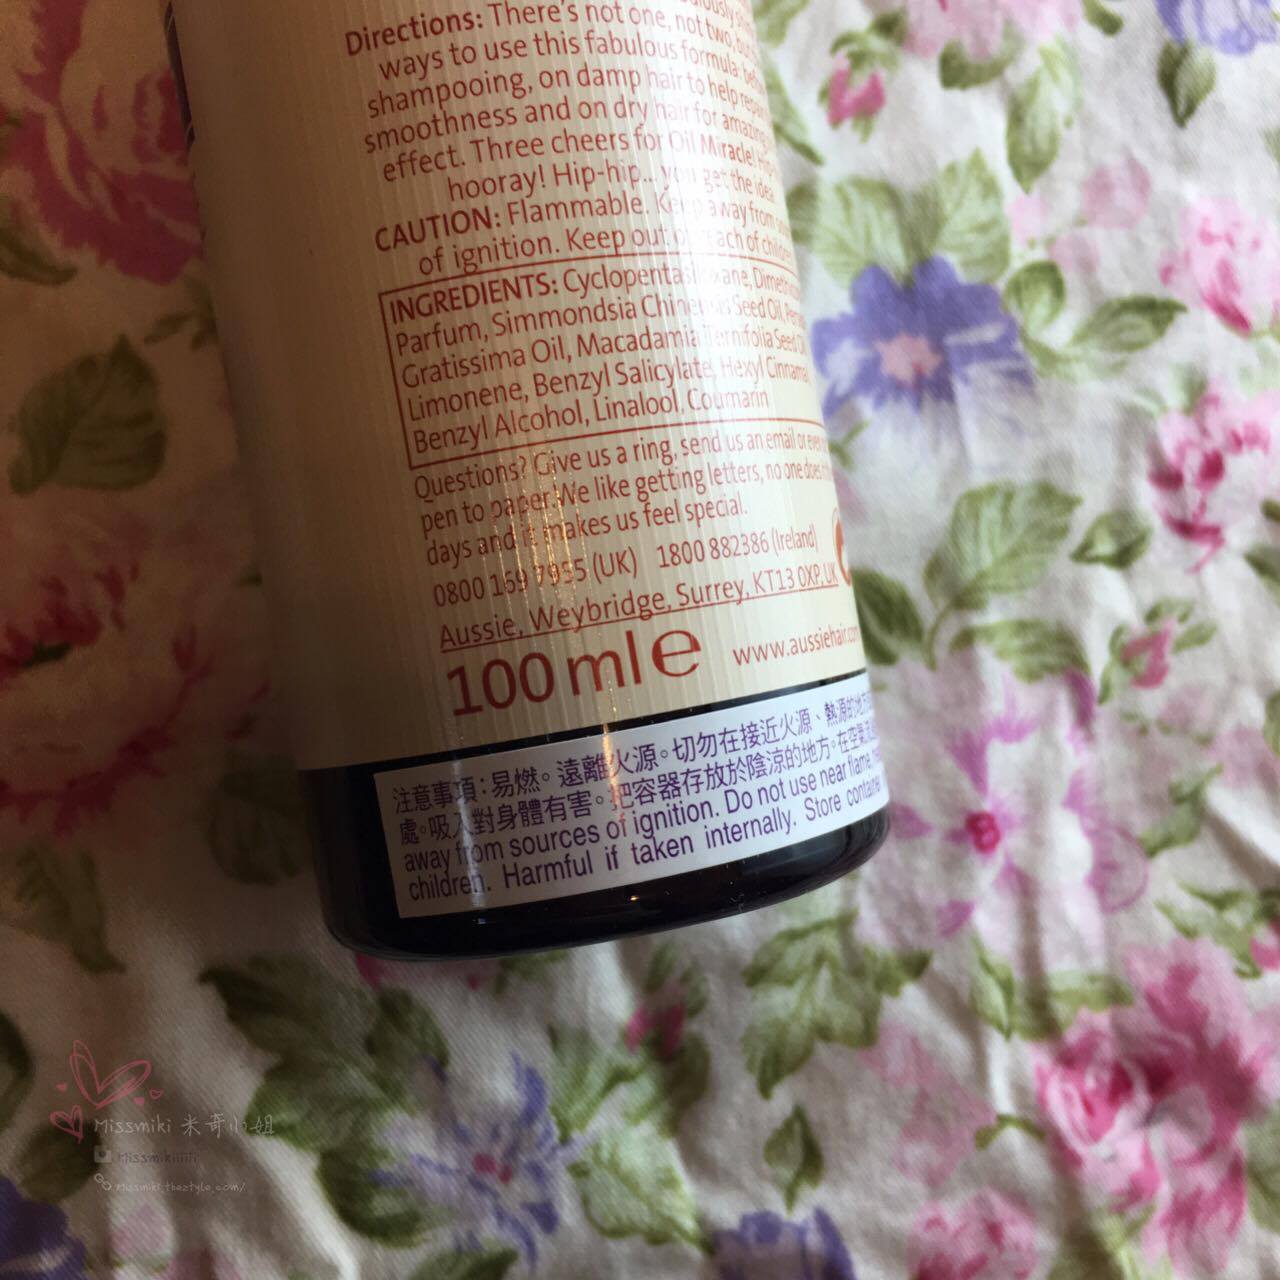 Directions: There's not one, not two, but
ways to use this fabulous formula: before
shampooing, on damp hair to help repair
smoothness and on dry hair for amazing
effect. Three cheers for Oil Miracle! Hip-
hooray! Hip-hip... you get the idea.
CAUTION: Flammable. Keep away from
of ignition. Keep out of reach of children
INGREDIENTS: Cyclopentasiloxane,
Parfum, Simmondsia Chinensis Seed Oil,
Gratissima Oil, Macadamia Ternifolia Seed Oil
Limonene, Benzyl Salicylate, Hexyl Cinnamal
Benzyl Alcohol, Linalool, Coumarin
Questions? Give us a ring, send us an email or even
pen to paper. We like getting letters, no one does
days and it makes us feel special.
0800 169 7955 (UK) 1800 882386 (Ireland)
Aussie, Weybridge, Surrey, KT13 0XP, UK
100 ml e www.aussiehair.com
注意事項：易燃。遠離火源。切勿在接近火源、熱源的地方
處。吸入對身體有害。把容器存放於陰涼的地方。在空氣
away from sources of ignition. Do not use near flame,
children. Harmful if taken internally. Store container
Missmiki 米奇小姐
Missmikiiiiii